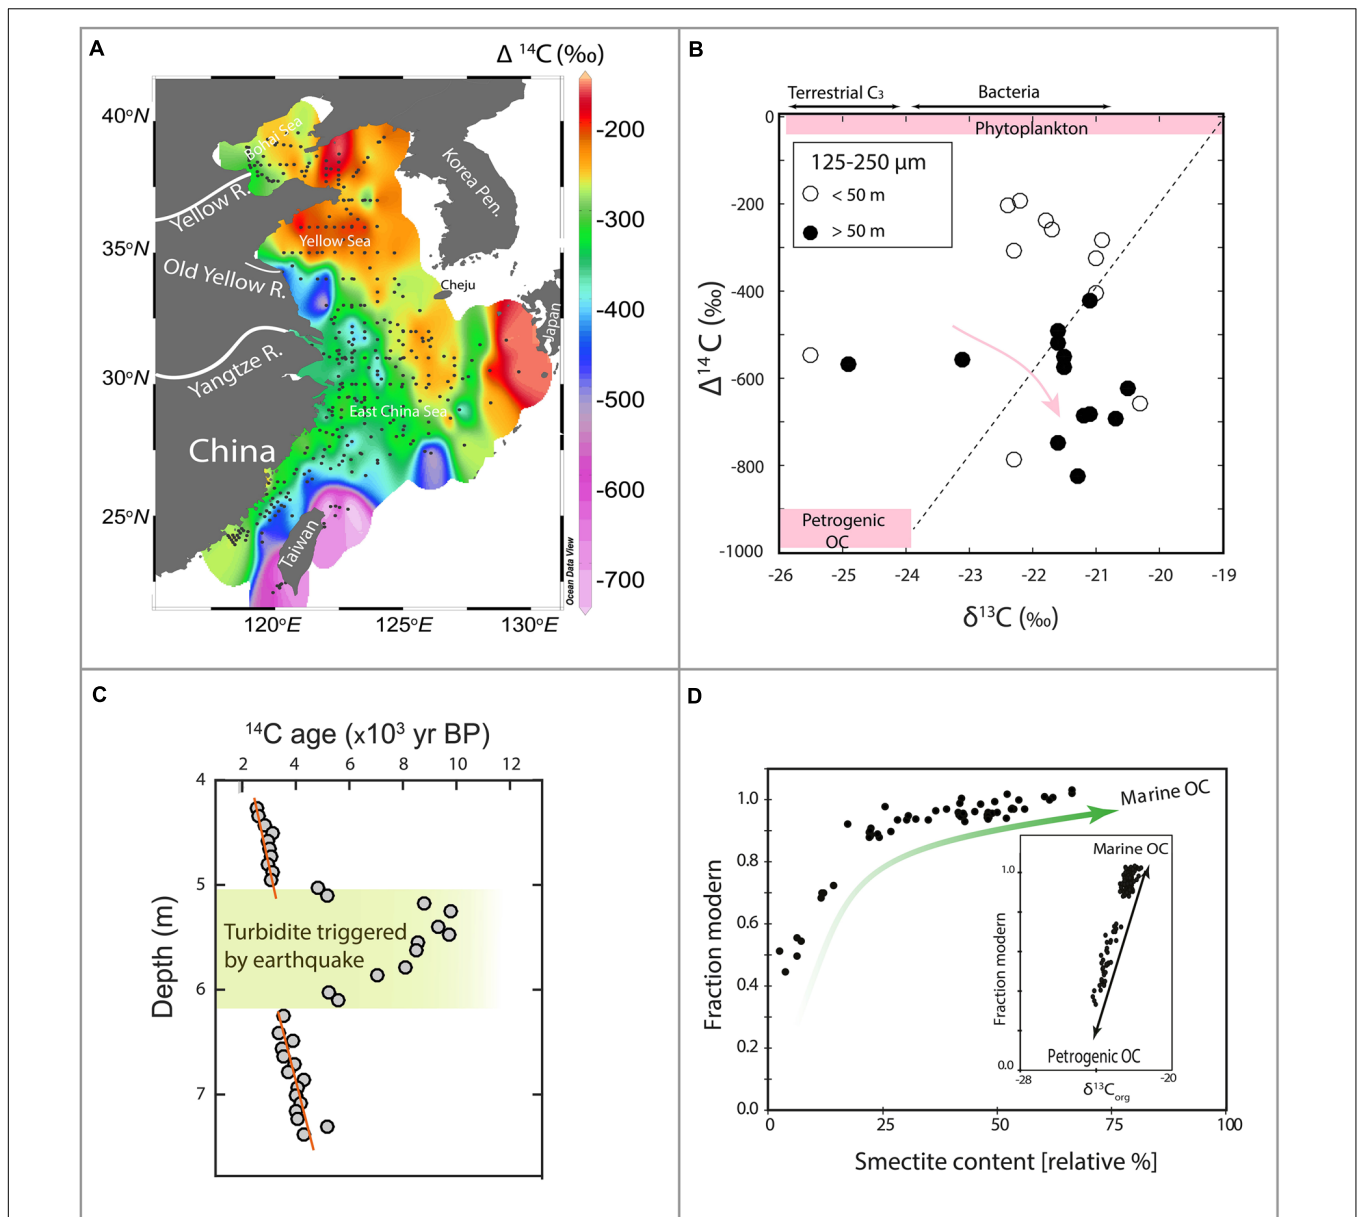 A
Δ ¹⁴C (‰)
40°N
35°N
30°N
25°N
120°E
125°E
130°E
-200
-300
-400
-500
-600
-700
Bohai Sea
Yellow R.
Korea Pen.
Yellow Sea
Old Yellow R.
Cheju
Japan
Yangtze R.
East China Sea
China
Taiwan
Ocean Data View
B
Terrestrial C₃
Bacteria
Phytoplankton
125-250 µm
< 50 m
> 50 m
Petrogenic
OC
0
-200
-400
-600
-800
-1000
Δ¹⁴C (‰)
-26
-25
-24
-23
-22
-21
-20
-19
δ¹³C (‰)
C
¹⁴C age (x10³ yr BP)
2
4
6
8
10
12
4
5
6
7
Depth (m)
Turbidite triggered
by earthquake
D
Fraction modern
1.0
0.8
0.6
0.4
0.2
0.0
0
25
50
75
100
Smectite content [relative %]
Marine OC
Marine OC
1.0
Fraction modern
0.0
Petrogenic OC
-28
-20
δ¹³Corg